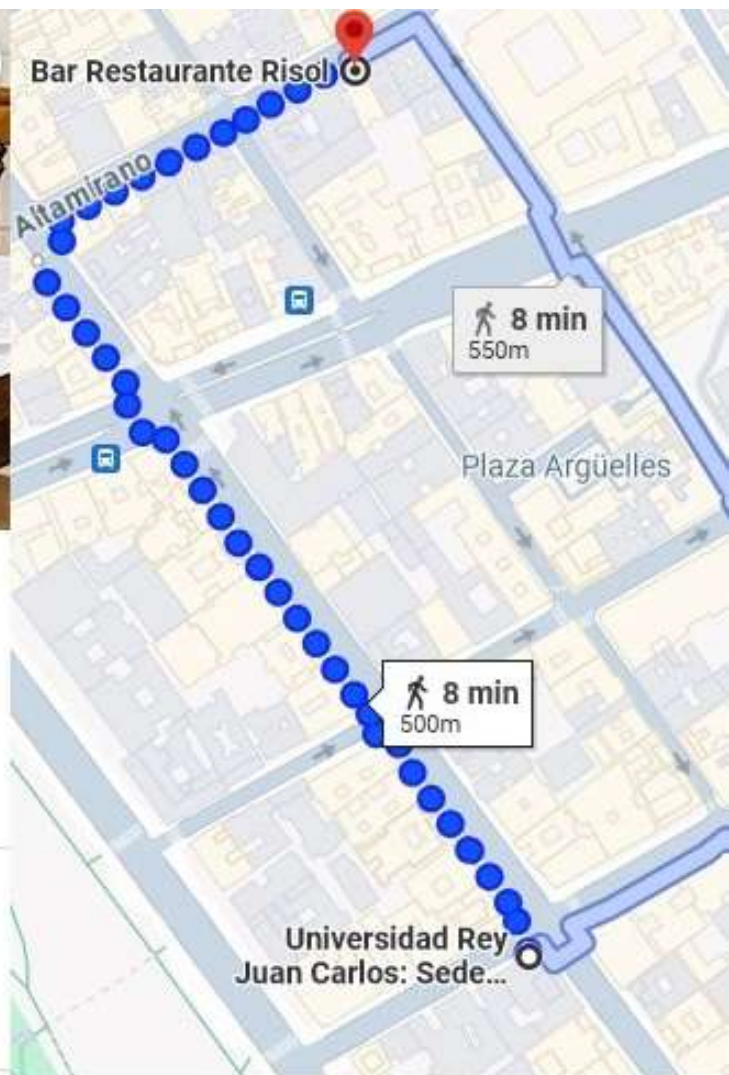 Bar Restaurante Risol
Altamirano
8 min
550m
Plaza Argüelles
8 min
500m
Universidad Rey
Juan Carlos: Sede...